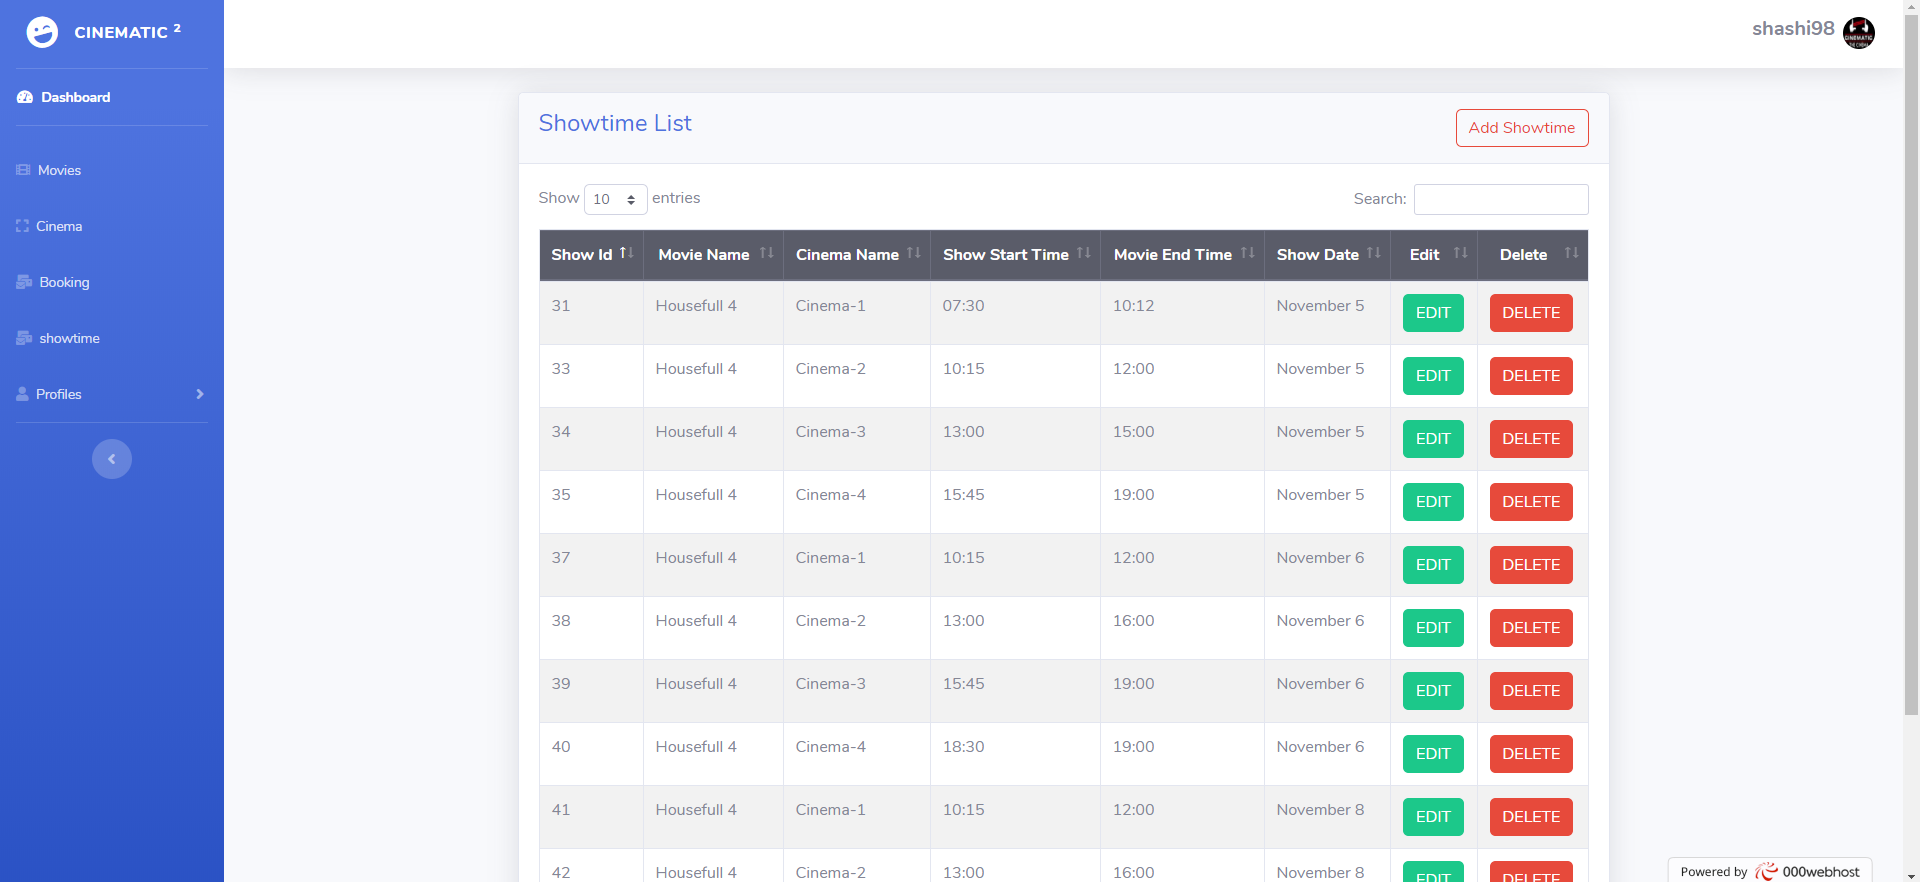 CINEMATIC 2
shashi98
Dashboard
Movies
Cinema
Booking
showtime
Profiles
Showtime List
Add Showtime
Show 10 entries
Search:
Show Id Movie Name Cinema Name Show Start Time Movie End Time Show Date Edit Delete
31 Housefull 4 Cinema-1 07:30 10:12 November 5 EDIT DELETE
33 Housefull 4 Cinema-2 10:15 12:00 November 5 EDIT DELETE
34 Housefull 4 Cinema-3 13:00 15:00 November 5 EDIT DELETE
35 Housefull 4 Cinema-4 15:45 19:00 November 5 EDIT DELETE
37 Housefull 4 Cinema-1 10:15 12:00 November 6 EDIT DELETE
38 Housefull 4 Cinema-2 13:00 16:00 November 6 EDIT DELETE
39 Housefull 4 Cinema-3 15:45 19:00 November 6 EDIT DELETE
40 Housefull 4 Cinema-4 18:30 19:00 November 6 EDIT DELETE
41 Housefull 4 Cinema-1 10:15 12:00 November 8 EDIT DELETE
42 Housefull 4 Cinema-2 13:00 16:00 November 8 EDIT DELETE
Powered by 000webhost